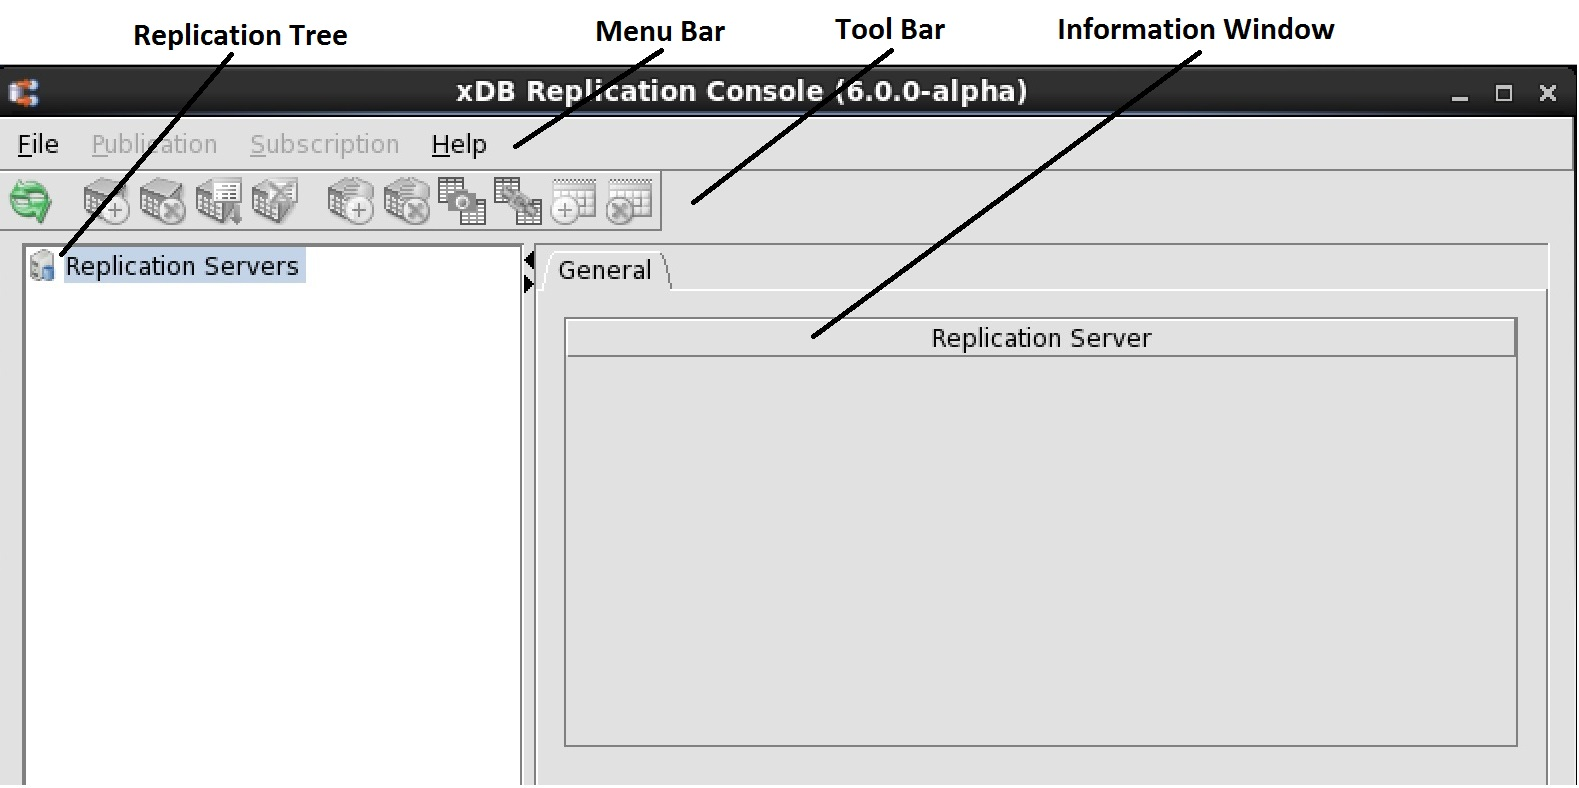 Replication Tree
Menu Bar
Tool Bar
Information Window
xDB Replication Console (6.0.0-alpha)
File Publication Subscription Help
Replication Servers
General
Replication Server